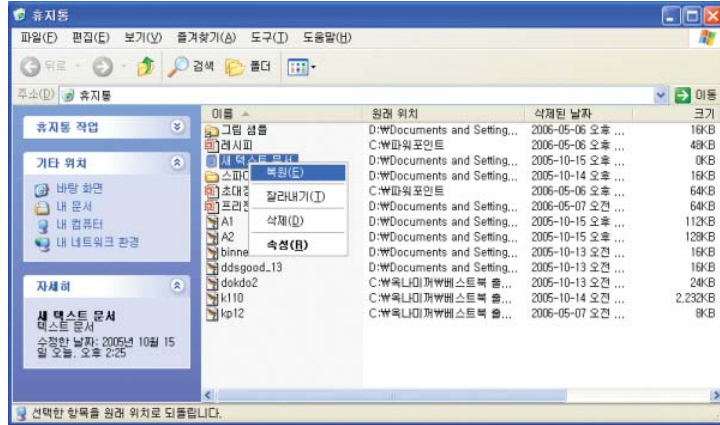 휴지통
파일(F) 편집(E) 보기(V) 즐겨찾기(A) 도구(T) 도움말(H)
뒤로 검색 폴더
주소(D) 휴지통 이동
휴지통 작업
기타 위치
바탕 화면
내 문서
내 컴퓨터
내 네트워크 환경
자세히
새 텍스트 문서
텍스트 문서
수정한 날짜: 2005년 10월 15
일 오늘, 오후 2:25
이름 원래 위치 삭제된 날짜 크기
그림 샘플 D:₩Documents and Setting... 2006-05-06 오후 ... 16KB
레시피 C:₩파워포인트 2006-05-06 오후 ... 48KB
새 텍스트 문서 D:₩Documents and Setting... 2005-10-15 오후 ... 0KB
D:₩Documents and Setting... 2005-10-14 오후 ... 16KB
C:₩파워포인트 2006-05-06 오후 ... 64KB
D:₩Documents and Setting... 2006-05-07 오전 ... 64KB
A1 D:₩Documents and Setting... 2005-10-15 오후 ... 112KB
A2 D:₩Documents and Setting... 2005-10-15 오후 ... 128KB
binne D:₩Documents and Setting... 2005-10-13 오전 ... 16KB
ddsgood_13 D:₩Documents and Setting... 2005-10-13 오전 ... 16KB
dokdo2 C:₩옥나미꺼₩베스트북 출... 2005-10-13 오전 ... 24KB
k110 C:₩옥나미꺼₩베스트북 출... 2005-10-14 오전 ... 2,232KB
kp12 C:₩옥나미꺼₩베스트북 출... 2006-05-07 오전 ... 8KB
복원(E)
잘라내기(T)
삭제(D)
속성(R)
선택한 항목을 원래 위치로 되돌립니다.